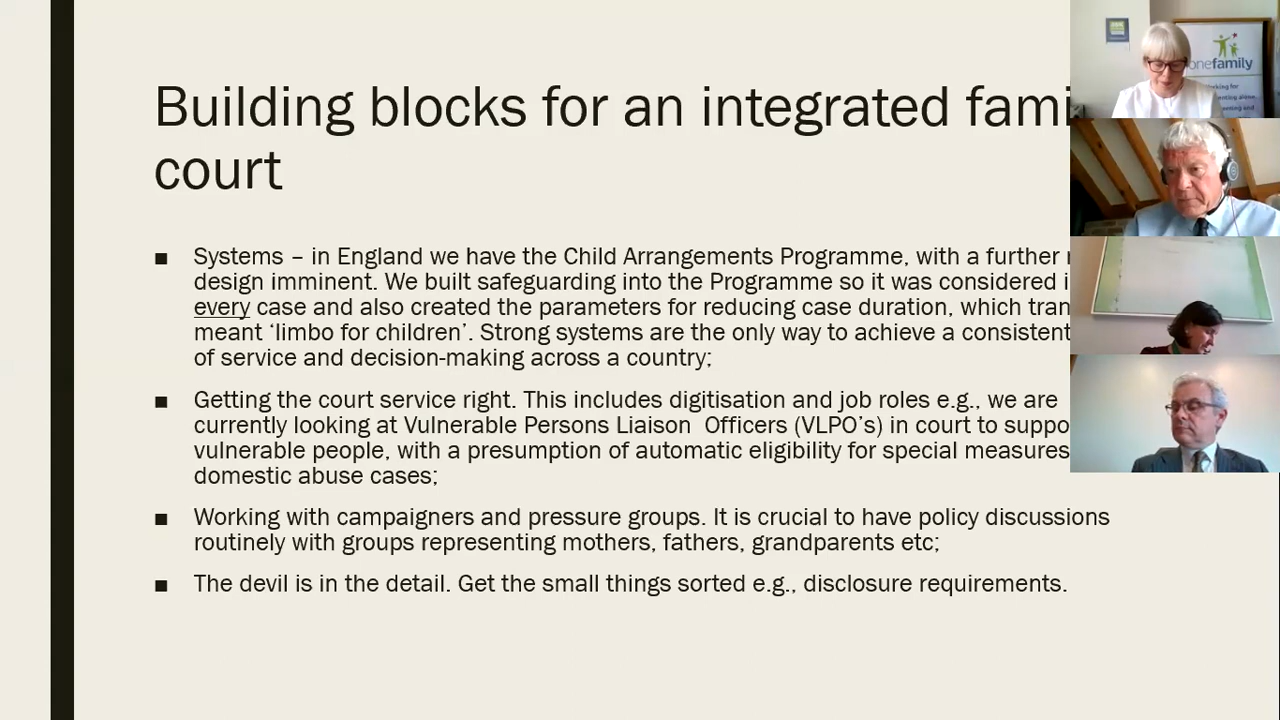 Building blocks for an integrated fami
court
■ Systems – in England we have the Child Arrangements Programme, with a further
design imminent. We built safeguarding into the Programme so it was considered i
every case and also created the parameters for reducing case duration, which tran
meant ‘limbo for children’. Strong systems are the only way to achieve a consistent
of service and decision-making across a country;
■ Getting the court service right. This includes digitisation and job roles e.g., we are
currently looking at Vulnerable Persons Liaison  Officers (VLPO’s) in court to suppo
vulnerable people, with a presumption of automatic eligibility for special measures
domestic abuse cases;
■ Working with campaigners and pressure groups. It is crucial to have policy discussions
routinely with groups representing mothers, fathers, grandparents etc;
■ The devil is in the detail. Get the small things sorted e.g., disclosure requirements.
onefamily